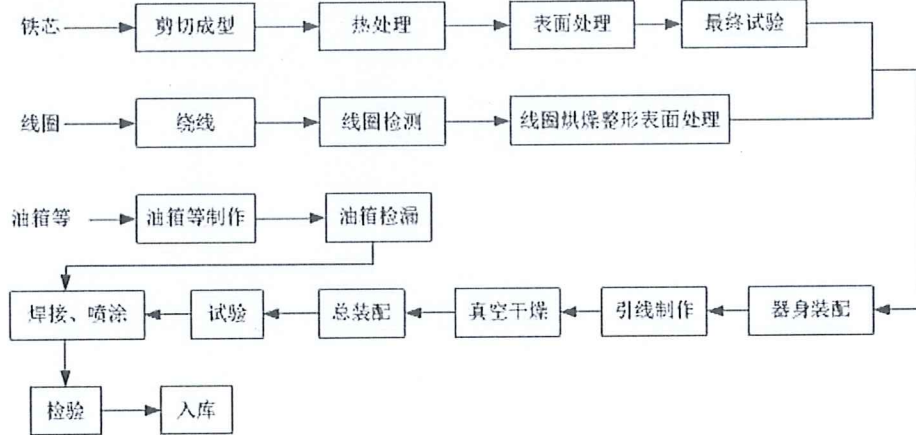 铁芯 剪切成型 热处理 表面处理 最终试验
线圈 绕线 线圈检测 线圈烘燥整形表面处理
油箱等 油箱等制作 油箱检漏
焊接、喷涂 试验 总装配 真空干燥 引线制作 器身装配
检验 入库